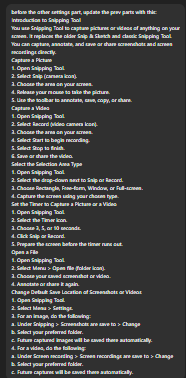 before the other settings part, update the prev parts with this:
Introduction to Snipping Tool
You use Snipping Tool to capture pictures or videos of anything on your
screen. It replaces the older Snip & Sketch and classic Snipping Tool.
You can capture, annotate, and save or share screenshots and screen
recordings directly.
Capture a Picture
1. Open Snipping Tool.
2. Select Snip (camera icon).
3. Choose the area on your screen.
4. Release your mouse to take the picture.
5. Use the toolbar to annotate, save, copy, or share.
Capture a Video
1. Open Snipping Tool.
2. Select Record (video camera icon).
3. Choose the area on your screen.
4. Select Start to begin recording.
5. Select Stop to finish.
6. Save or share the video.
Select the Selection Area Type
1. Open Snipping Tool.
2. Select the drop-down next to Snip or Record.
3. Choose Rectangle, Free-form, Window, or Full-screen.
4. Capture the screen using your chosen type.
Set the Timer to Capture a Picture or a Video
1. Open Snipping Tool.
2. Select the Timer icon.
3. Choose 3, 5, or 10 seconds.
4. Click Snip or Record.
5. Prepare the screen before the timer runs out.
Open a File
1. Open Snipping Tool.
2. Select Menu > Open File (folder icon).
3. Choose your saved screenshot or video.
4. Annotate or share it again.
Change Default Save Location of Screenshots or Videos
1. Open Snipping Tool.
2. Select Menu > Settings.
3. For an image, do the following:
a. Under Snipping > Screenshots are save to > Change
b. Select your preferred folder.
c. Future captured images will be saved there automatically.
4. For a video, do the following:
a. Under Screen recording > Screen recordings are save to > Change
b. Select your preferred folder.
c. Future captures will be saved there automatically.